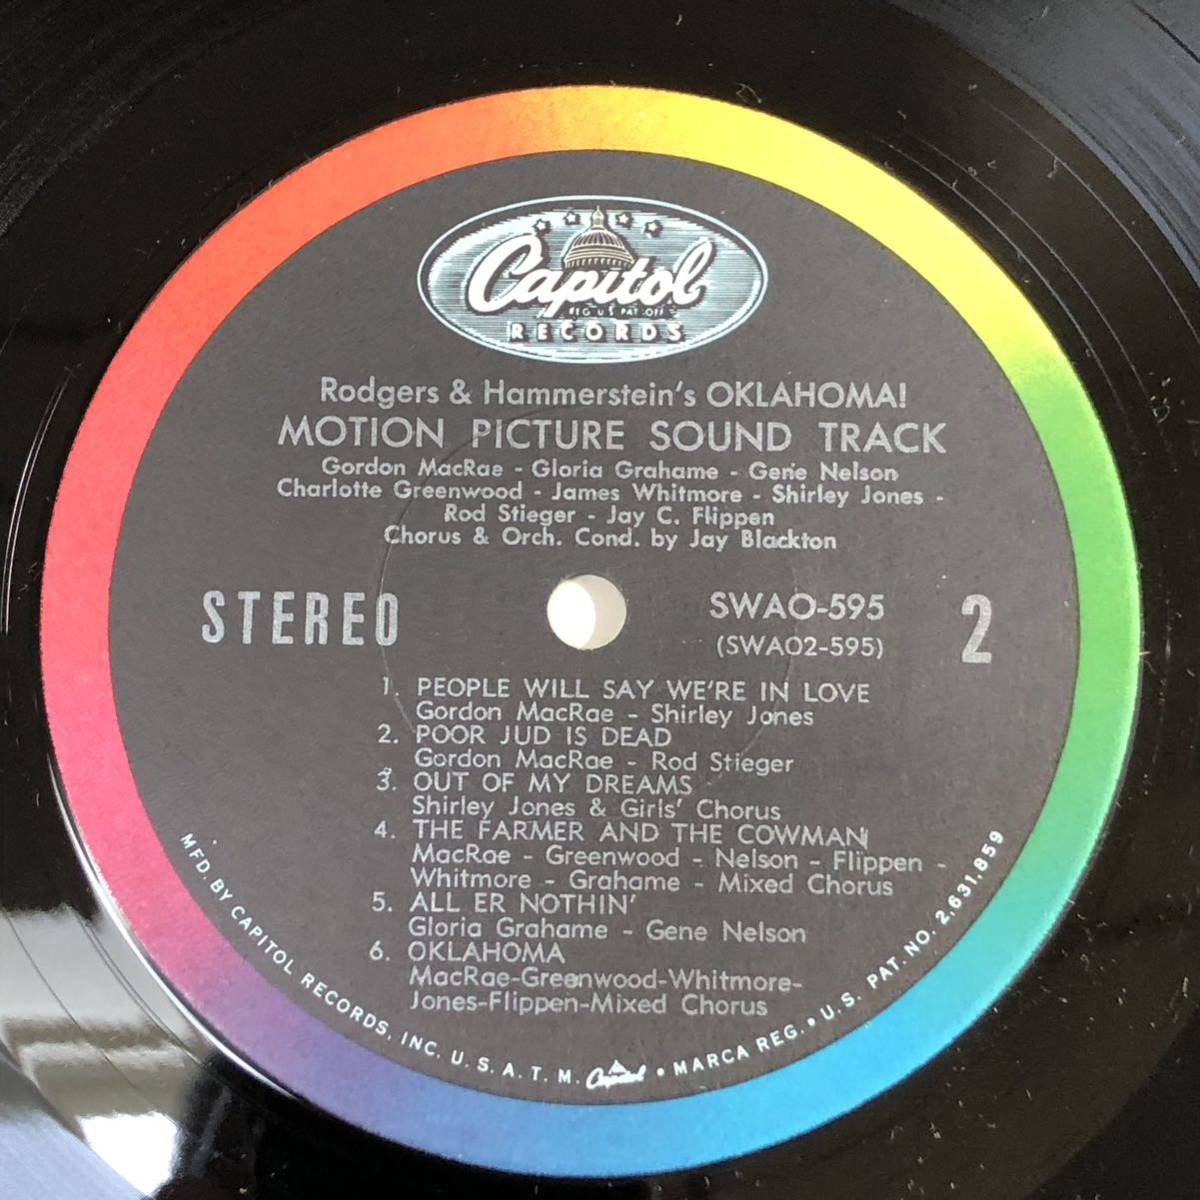 Capitol
REG. U.S. PAT. OFF.
RECORDS
Rodgers & Hammerstein's OKLAHOMA!
MOTION PICTURE SOUND TRACK
Gordon MacRae - Gloria Grahame - Gene Nelson
Charlotte Greenwood - James Whitmore - Shirley Jones -
Rod Stieger - Jay C. Flippen
Chorus & Orch. Cond. by Jay Blackton
STEREO
SWAO-595
(SWAO2-595)
2
1. PEOPLE WILL SAY WE'RE IN LOVE
Gordon MacRae - Shirley Jones
2. POOR JUD IS DEAD
Gordon MacRae - Rod Stieger
3. OUT OF MY DREAMS
Shirley Jones & Girls' Chorus
4. THE FARMER AND THE COWMAN
MacRae - Greenwood - Nelson - Flippen -
Whitmore - Grahame - Mixed Chorus
5. ALL ER NOTHIN'
Gloria Grahame - Gene Nelson
6. OKLAHOMA
MacRae-Greenwood-Whitmore-
Jones-Flippen-Mixed Chorus
MFD. BY CAPITOL RECORDS, INC. U.S.A. T.M. Capitol • MARCA REG. • U.S. PAT. NO. 2,631,859